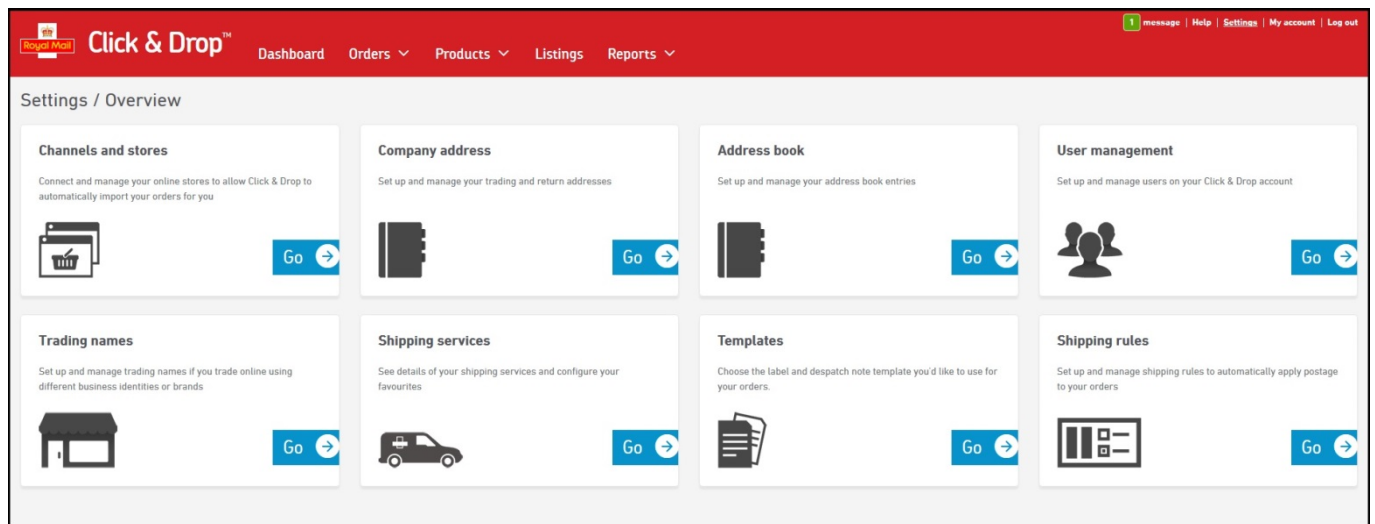 1 message | Help | Settings | My account | Log out
Royal Mail Click & Drop™ Dashboard Orders Products Listings Reports
Settings / Overview
Channels and stores
Connect and manage your online stores to allow Click & Drop to
automatically import your orders for you
Go
Company address
Set up and manage your trading and return addresses
Go
Address book
Set up and manage your address book entries
Go
User management
Set up and manage users on your Click & Drop account
Go
Trading names
Set up and manage trading names if you trade online using
different business identities or brands
Go
Shipping services
See details of your shipping services and configure your
favourites
Go
Templates
Choose the label and despatch note template you'd like to use for
your orders.
Go
Shipping rules
Set up and manage shipping rules to automatically apply postage
to your orders
Go